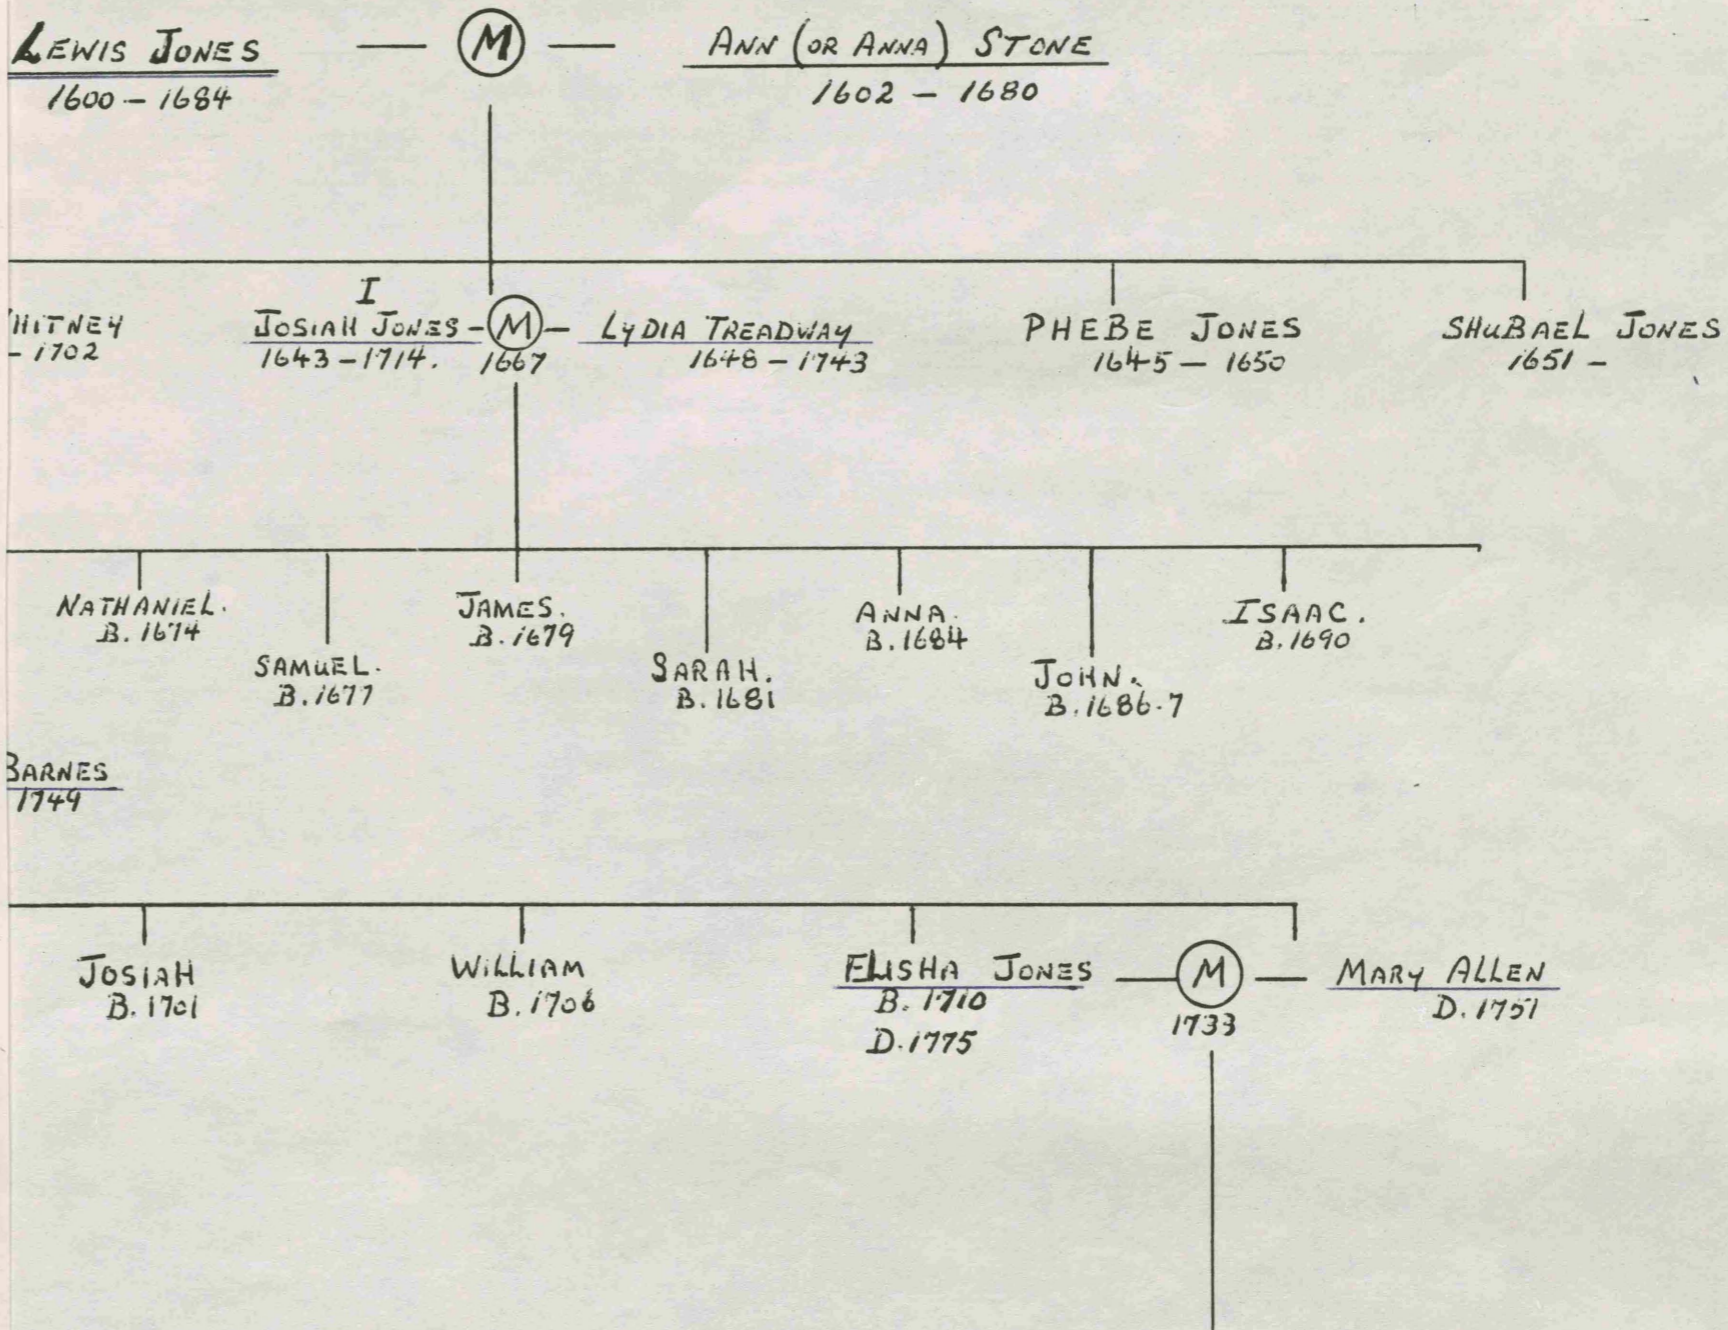 LEWIS JONES — M — ANN (OR ANNA) STONE
1600 – 1684 1602 – 1680
I
HITNEY JOSIAH JONES – M – LYDIA TREADWAY PHEBE JONES SHUBAEL JONES
– 1702 1643 – 1714. 1667 1648 – 1743 1645 – 1650 1651 –
NATHANIEL. JAMES. ANNA. ISAAC.
B. 1674 B. 1679 B. 1684 B. 1690
SAMUEL. SARAH. JOHN.
B. 1677 B. 1681 B. 1686-7
BARNES
1749
JOSIAH WILLIAM ELISHA JONES — M — MARY ALLEN
B. 1701 B. 1706 B. 1710 1733 D. 1751
D. 1775